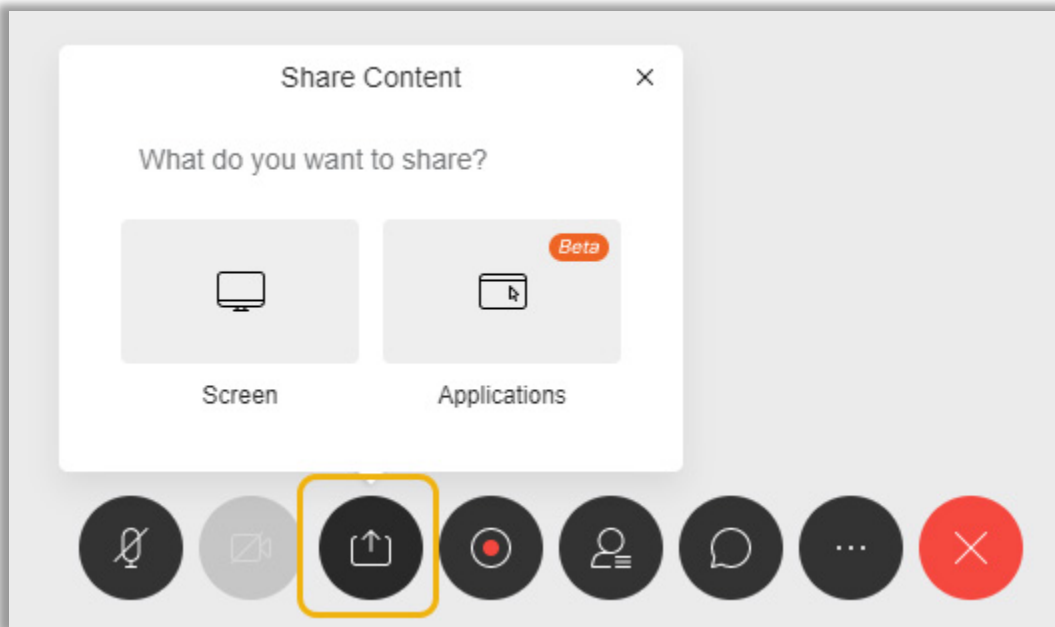 Share Content
What do you want to share?
Beta
Screen
Applications